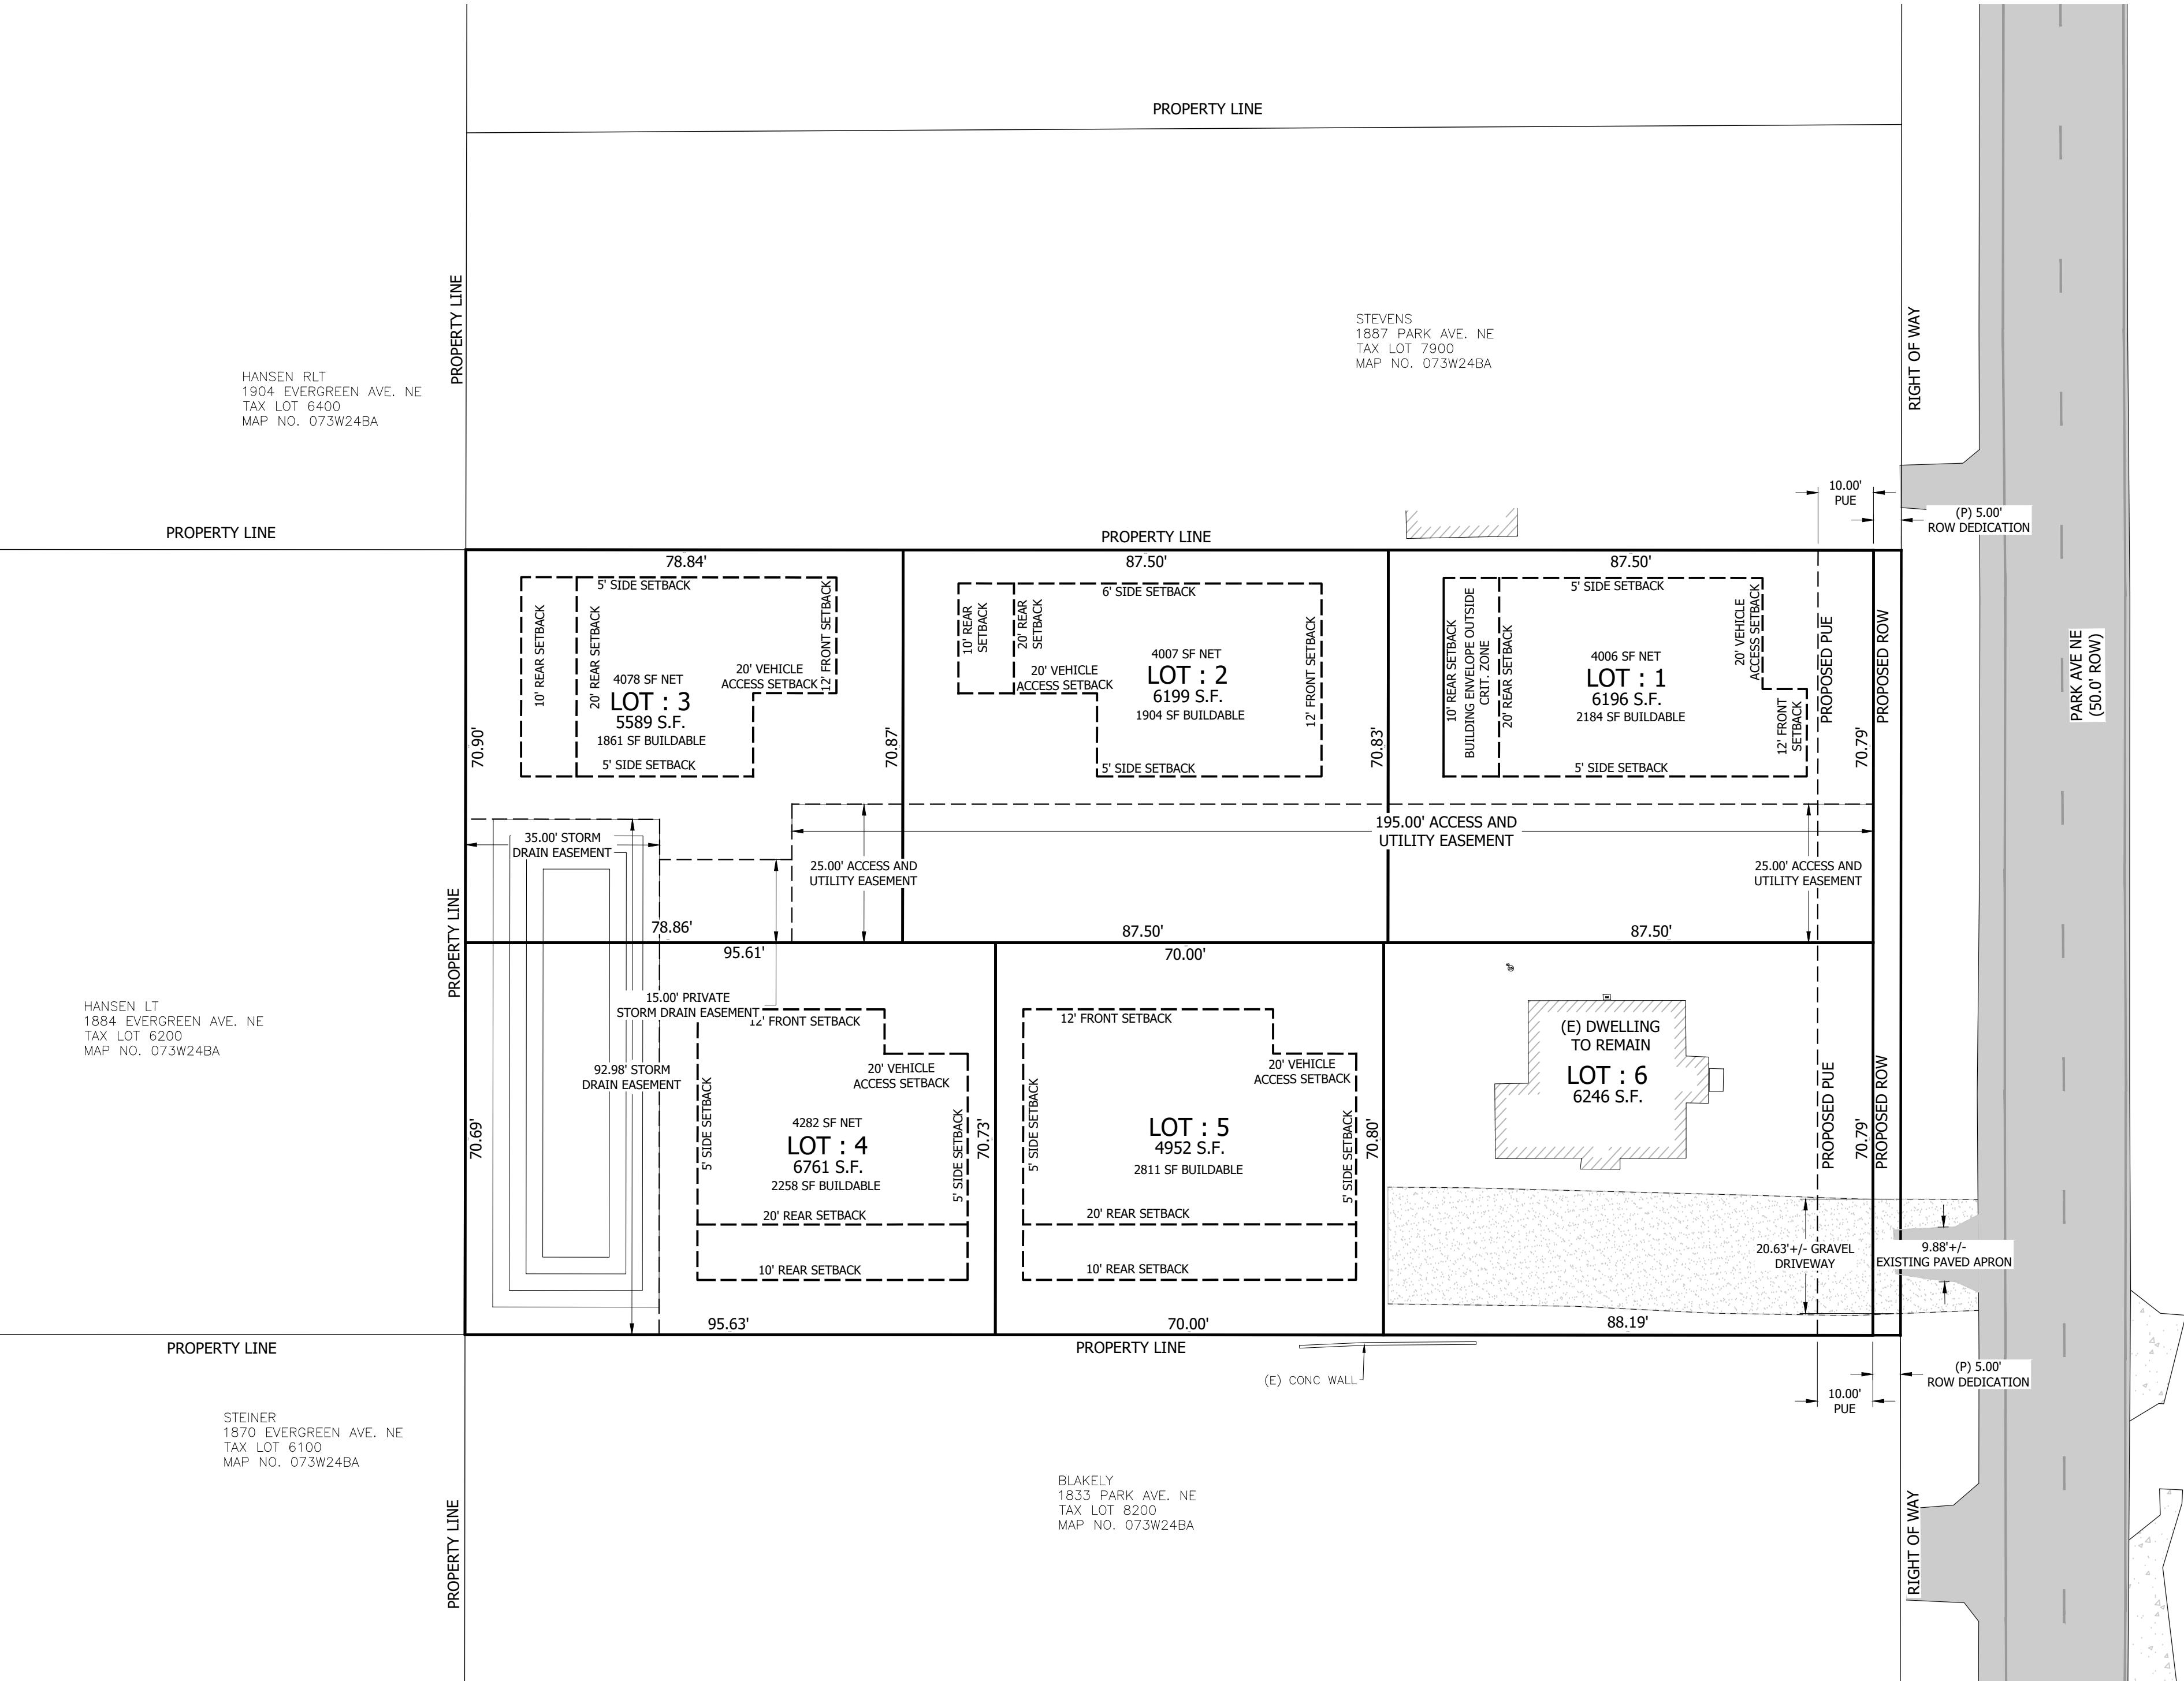 PROPERTY LINE
PROPERTY LINE
STEVENS
1887 PARK AVE. NE
TAX LOT 7900
MAP NO. 073W24BA
RIGHT OF WAY
HANSEN RLT
1904 EVERGREEN AVE. NE
TAX LOT 6400
MAP NO. 073W24BA
PROPERTY LINE
PROPERTY LINE
10.00'
PUE
(P) 5.00'
ROW DEDICATION
78.84'
87.50'
87.50'
5' SIDE SETBACK
10' REAR SETBACK
20' REAR SETBACK
12' FRONT SETBACK
20' VEHICLE
ACCESS SETBACK
4078 SF NET
LOT : 3
5589 S.F.
1861 SF BUILDABLE
5' SIDE SETBACK
70.90'
70.87'
6' SIDE SETBACK
10' REAR
SETBACK
20' REAR
SETBACK
20' VEHICLE
ACCESS SETBACK
4007 SF NET
LOT : 2
6199 S.F.
1904 SF BUILDABLE
12' FRONT SETBACK
5' SIDE SETBACK
70.83'
5' SIDE SETBACK
10' REAR SETBACK
BUILDING ENVELOPE OUTSIDE
CRIT. ZONE
20' REAR SETBACK
4006 SF NET
LOT : 1
6196 S.F.
2184 SF BUILDABLE
20' VEHICLE
ACCESS SETBACK
12' FRONT
SETBACK
5' SIDE SETBACK
PROPOSED PUE
70.79'
PROPOSED ROW
PARK AVE NE
(50.0' ROW)
35.00' STORM
DRAIN EASEMENT
195.00' ACCESS AND
UTILITY EASEMENT
25.00' ACCESS AND
UTILITY EASEMENT
25.00' ACCESS AND
UTILITY EASEMENT
PROPERTY LINE
78.86'
87.50'
87.50'
95.61'
70.00'
15.00' PRIVATE
STORM DRAIN EASEMENT
HANSEN LT
1884 EVERGREEN AVE. NE
TAX LOT 6200
MAP NO. 073W24BA
92.98' STORM
DRAIN EASEMENT
70.69'
12' FRONT SETBACK
20' VEHICLE
ACCESS SETBACK
5' SIDE SETBACK
4282 SF NET
LOT : 4
6761 S.F.
2258 SF BUILDABLE
5' SIDE SETBACK
70.73'
20' REAR SETBACK
10' REAR SETBACK
12' FRONT SETBACK
20' VEHICLE
ACCESS SETBACK
5' SIDE SETBACK
LOT : 5
4952 S.F.
2811 SF BUILDABLE
5' SIDE SETBACK
70.80'
20' REAR SETBACK
10' REAR SETBACK
(E) DWELLING
TO REMAIN
LOT : 6
6246 S.F.
PROPOSED PUE
70.79'
PROPOSED ROW
20.63'+/- GRAVEL
DRIVEWAY
9.88'+/-
EXISTING PAVED APRON
95.63'
70.00'
88.19'
PROPERTY LINE
PROPERTY LINE
(E) CONC WALL
(P) 5.00'
ROW DEDICATION
10.00'
PUE
STEINER
1870 EVERGREEN AVE. NE
TAX LOT 6100
MAP NO. 073W24BA
PROPERTY LINE
BLAKELY
1833 PARK AVE. NE
TAX LOT 8200
MAP NO. 073W24BA
RIGHT OF WAY